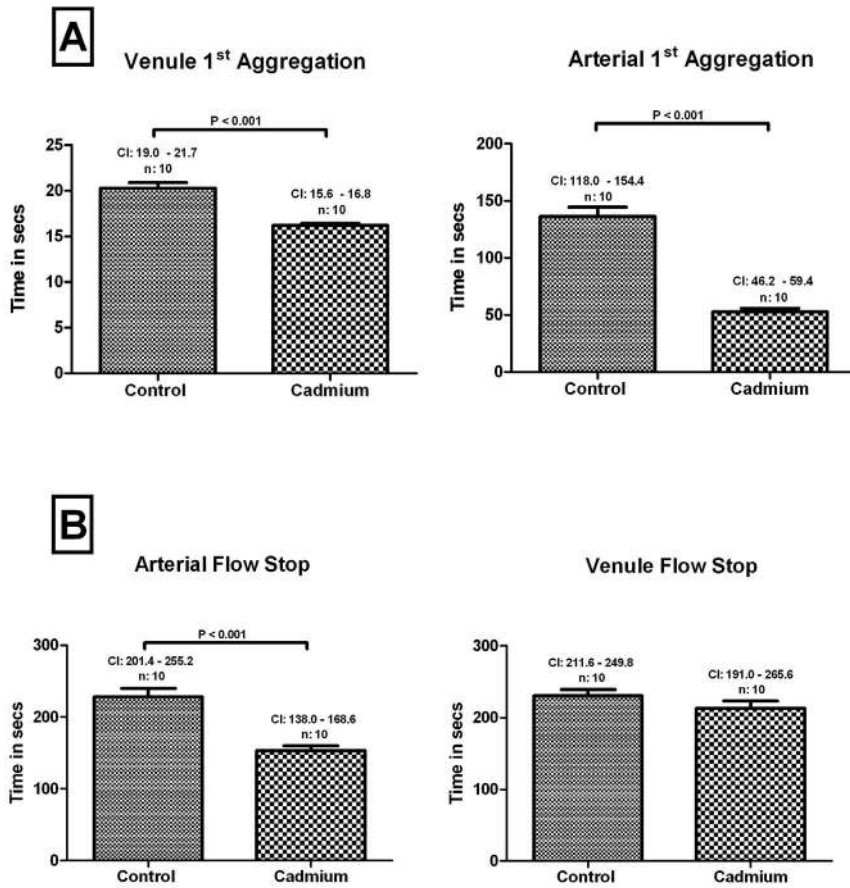 A
Venule 1st Aggregation
P < 0.001
CI: 19.0 - 21.7
n: 10
CI: 15.6 - 16.8
n: 10
Time in secs
25
20
15
10
5
0
Control
Cadmium
Arterial 1st Aggregation
P < 0.001
CI: 118.0 - 154.4
n: 10
CI: 46.2 - 59.4
n: 10
Time in secs
200
150
100
50
0
Control
Cadmium
B
Arterial Flow Stop
P < 0.001
CI: 201.4 - 255.2
n: 10
CI: 138.0 - 168.6
n: 10
Time in secs
300
200
100
0
Control
Cadmium
Venule Flow Stop
CI: 211.6 - 249.8
n: 10
CI: 191.0 - 265.6
n: 10
Time in secs
300
200
100
0
Control
Cadmium